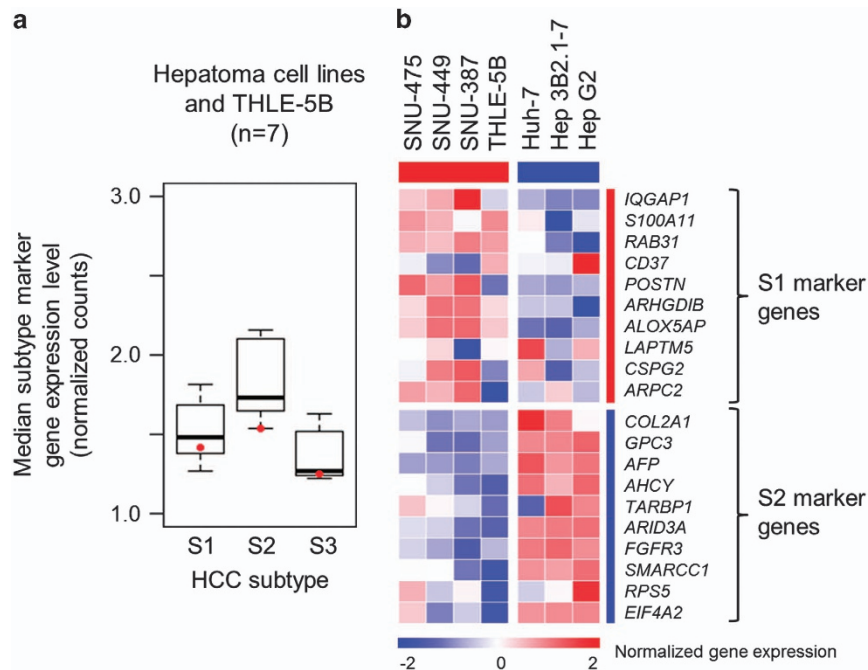 a
Hepatoma cell lines
and THLE-5B
(n=7)
Median subtype marker
gene expression level
(normalized counts)
3.0
2.0
1.0
S1
S2
S3
HCC subtype
b
SNU-475
SNU-449
SNU-387
THLE-5B
Huh-7
Hep 3B2.1-7
Hep G2
IQGAP1
S100A11
RAB31
CD37
POSTN
ARHGDIB
ALOX5AP
LAPTM5
CSPG2
ARPC2
S1 marker
genes
COL2A1
GPC3
AFP
AHCY
TARBP1
ARID3A
FGFR3
SMARCC1
RPS5
EIF4A2
S2 marker
genes
-2
0
2
Normalized gene expression